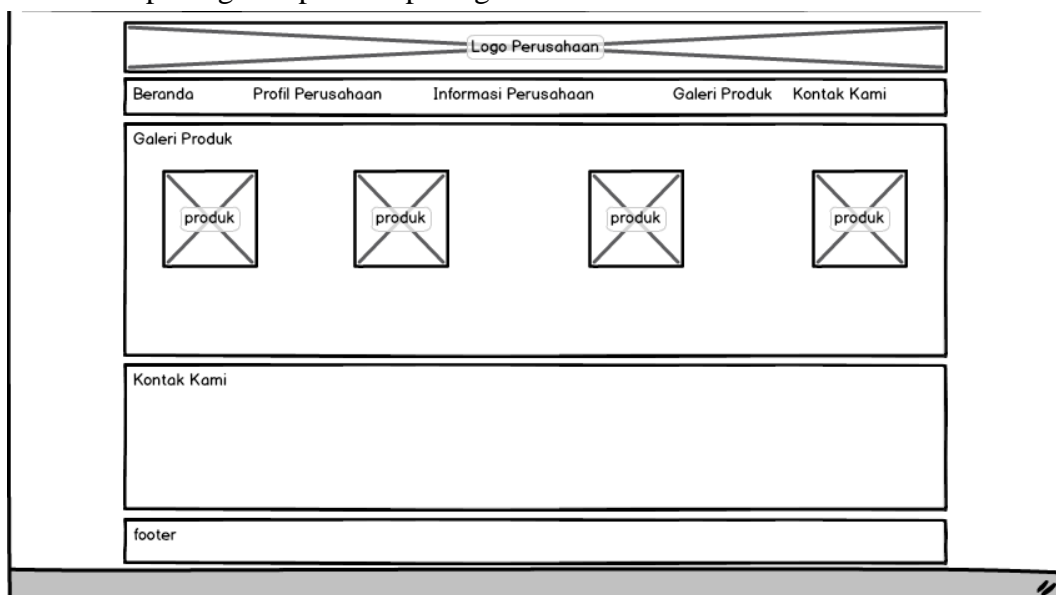 Logo Perusahaan
Beranda Profil Perusahaan Informasi Perusahaan Galeri Produk Kontak Kami
Galeri Produk
produk produk produk produk
Kontak Kami
footer